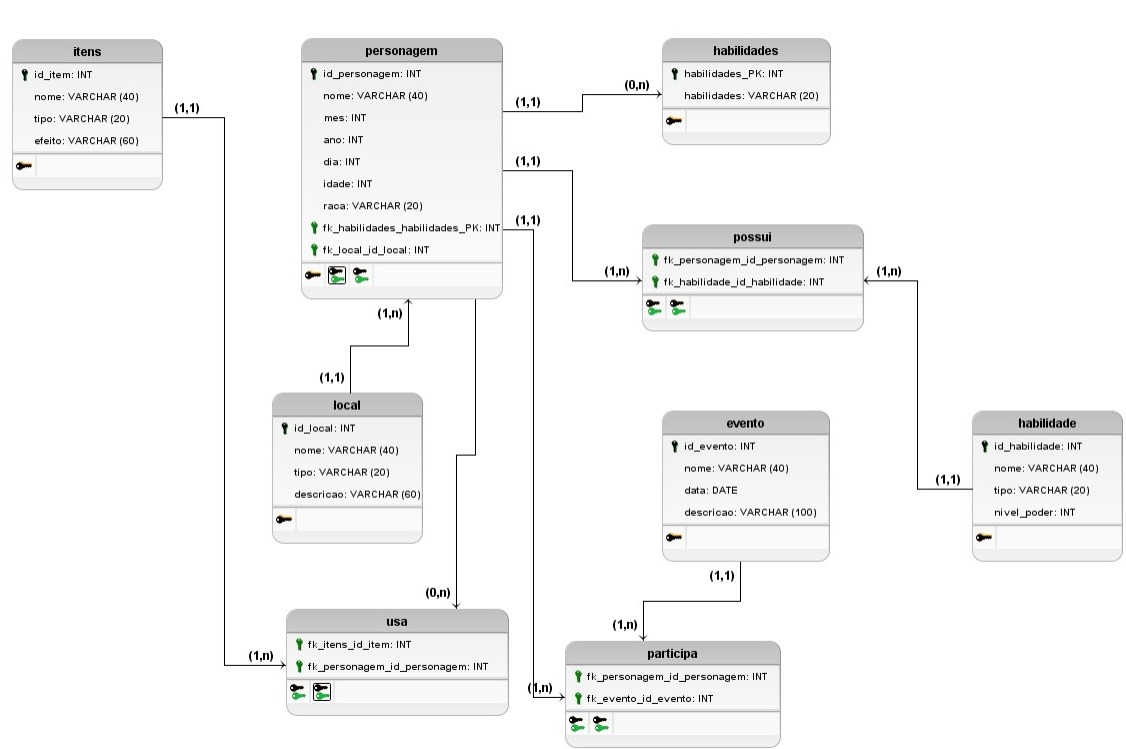 itens
id_item: INT
nome: VARCHAR (40)
tipo: VARCHAR (20)
efeito: VARCHAR (60)
(1,1)
personagem
id_personagem: INT
nome: VARCHAR (40)
mes: INT
ano: INT
dia: INT
idade: INT
raca: VARCHAR (20)
fk_habilidades_habilidades_PK: INT
fk_local_id_local: INT
(1,1)
(0,n)
(1,1)
(1,1)
habilidades
habilidades_PK: INT
habilidades: VARCHAR (20)
possui
fk_personagem_id_personagem: INT
fk_habilidade_id_habilidade: INT
(1,n)
(1,n)
(1,n)
(1,1)
local
id_local: INT
nome: VARCHAR (40)
tipo: VARCHAR (20)
descricao: VARCHAR (60)
evento
id_evento: INT
nome: VARCHAR (40)
data: DATE
descricao: VARCHAR (100)
(1,1)
habilidade
id_habilidade: INT
nome: VARCHAR (40)
tipo: VARCHAR (20)
nivel_poder: INT
(1,1)
(0,n)
(1,n)
usa
fk_itens_id_item: INT
fk_personagem_id_personagem: INT
(1,n)
(1,n)
participa
fk_personagem_id_personagem: INT
fk_evento_id_evento: INT